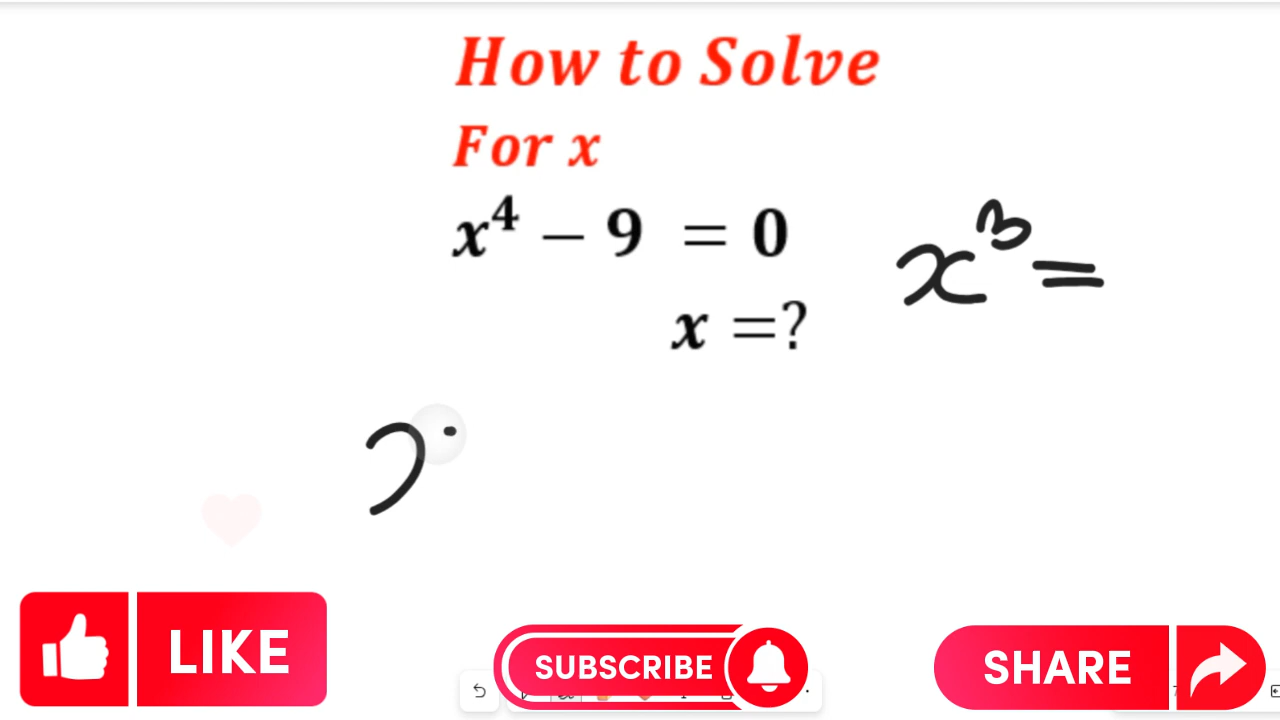 How to Solve
For x
x⁴ − 9 = 0
x³=
x =?
LIKE
SUBSCRIBE
SHARE